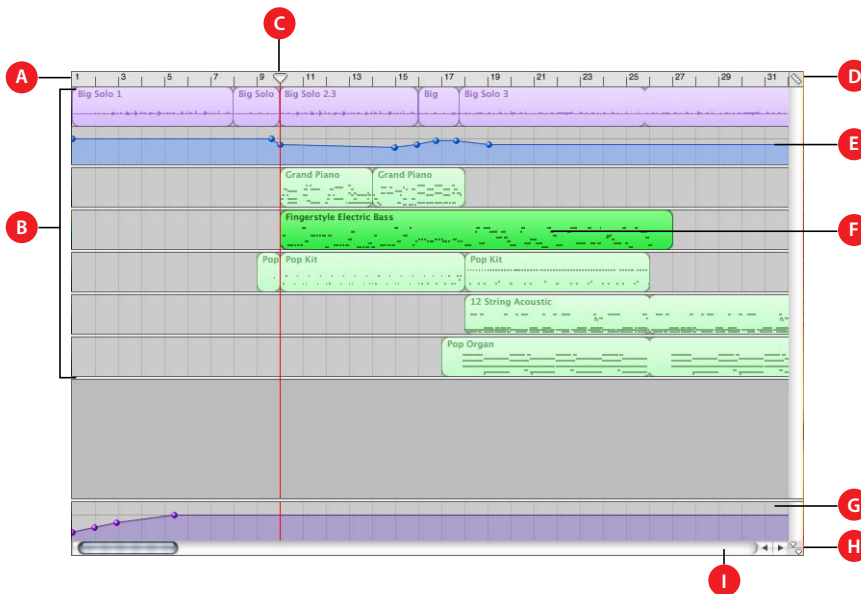 C
A
1 3 5 7 9 11 13 15 17 19 21 23 25 27 29 31
D
Big Solo 1 Big Solo Big Solo 2.3 Big Big Solo 3
E
Grand Piano Grand Piano
B
Fingerstyle Electric Bass
F
Pop Pop Kit Pop Kit
12 String Acoustic
Pop Organ
G
H
I